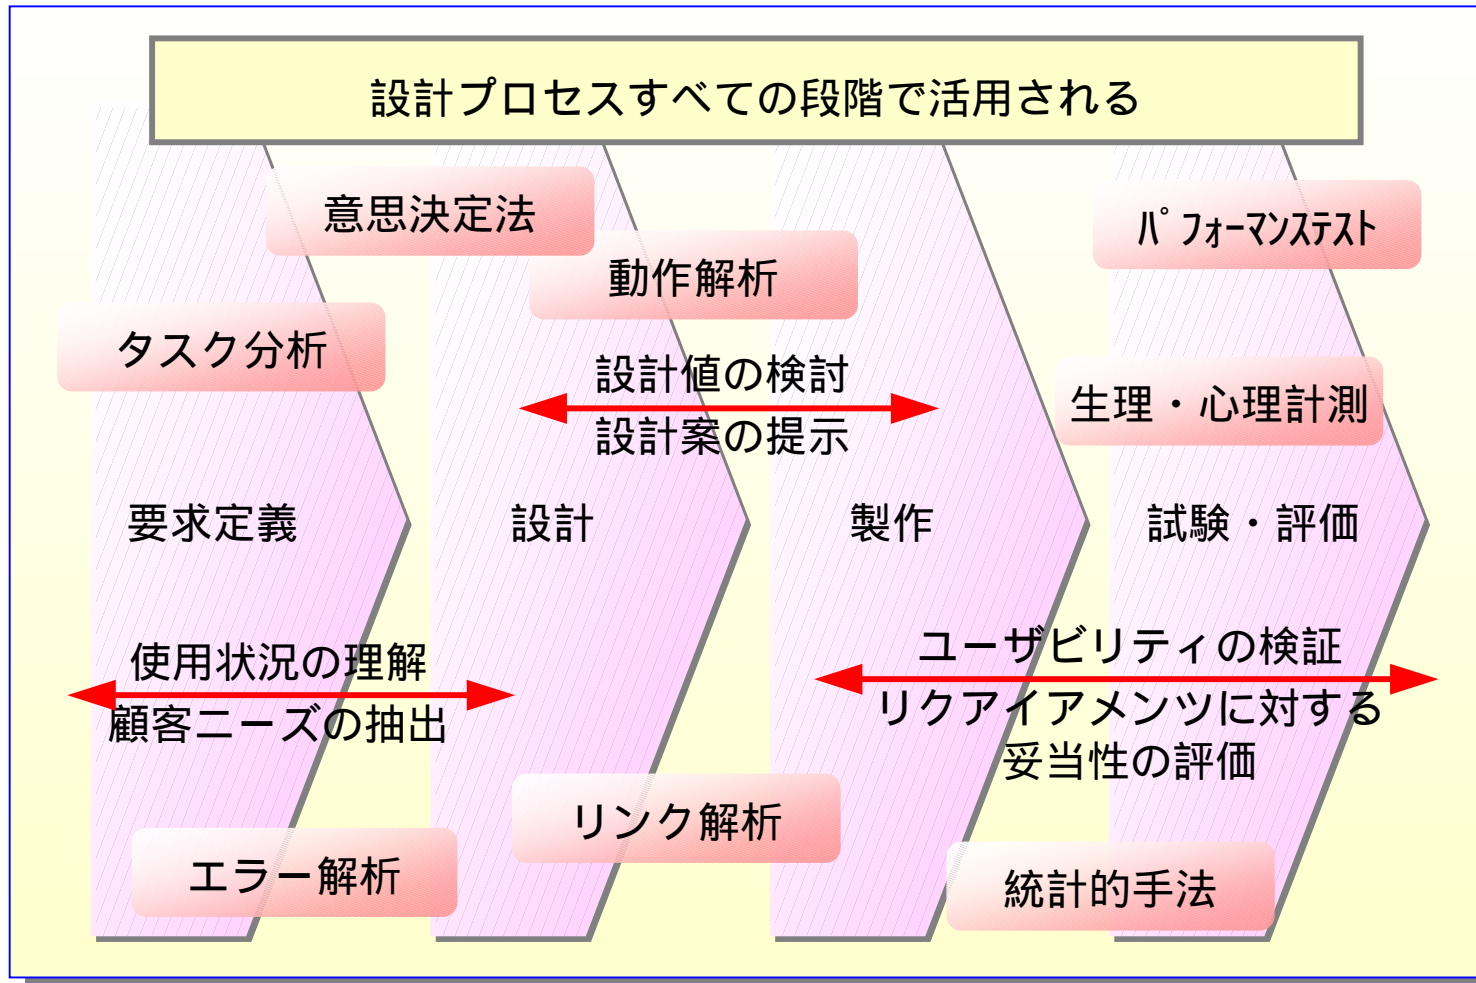 設計プロセスすべての段階で活用される
意思決定法
ﾊﾟﾌｫｰﾏﾝｽﾃｽﾄ
動作解析
タスク分析
設計値の検討
設計案の提示
生理・心理計測
要求定義
設計
製作
試験・評価
使用状況の理解
顧客ニーズの抽出
ユーザビリティの検証
リクアイアメンツに対する
妥当性の評価
リンク解析
エラー解析
統計的手法